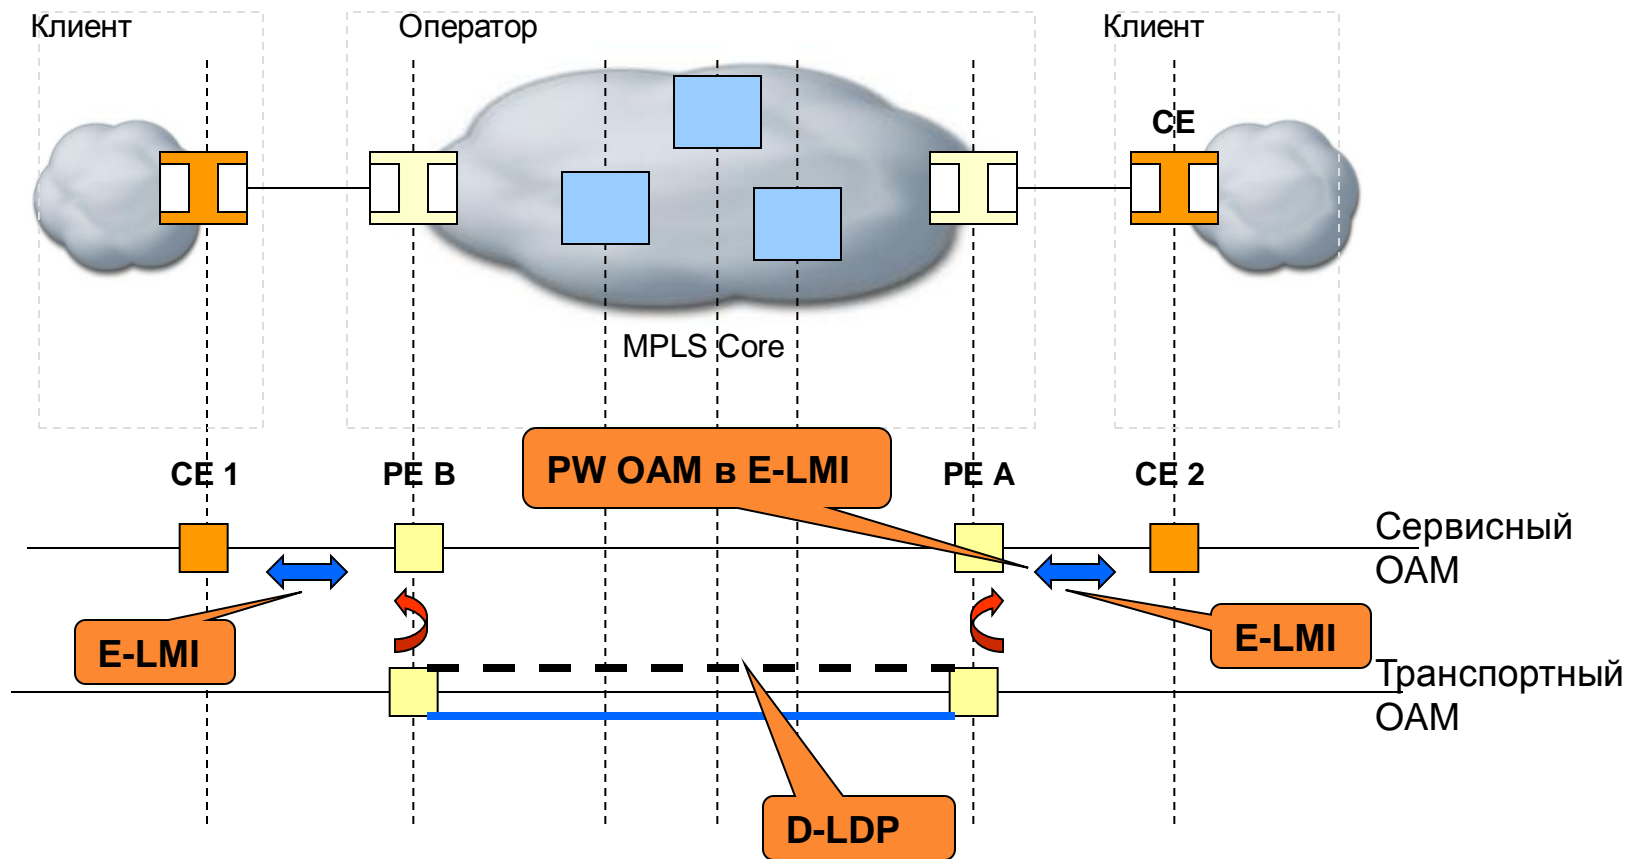 Клиент
Оператор
Клиент
CE
MPLS Core
CE 1
PE B
PW OAM в E-LMI
PE A
CE 2
Сервисный
OAM
E-LMI
E-LMI
Транспортный
OAM
D-LDP